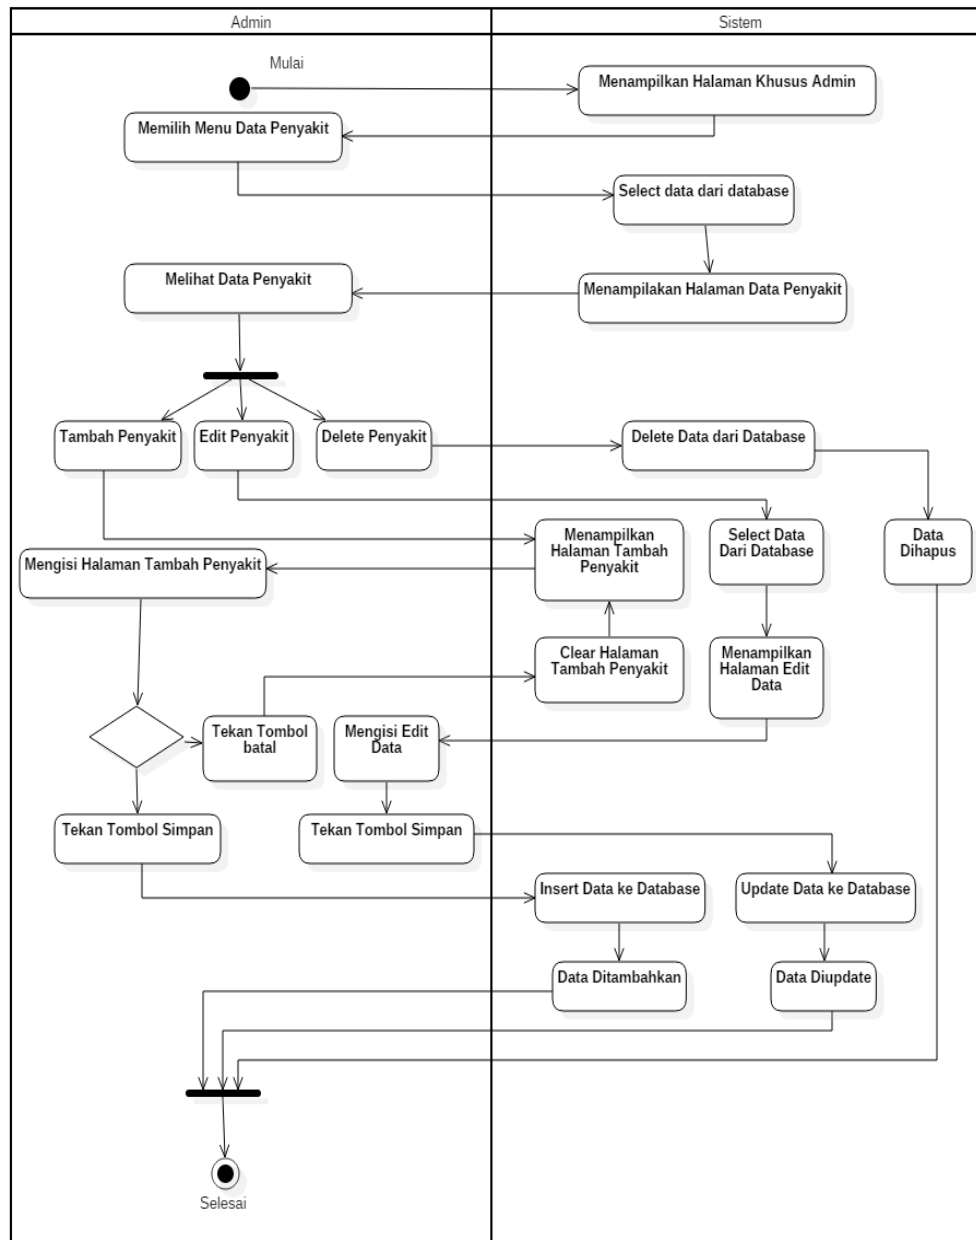 Admin
Sistem
Mulai
Menampilkan Halaman Khusus Admin
Memilih Menu Data Penyakit
Select data dari database
Melihat Data Penyakit
Menampilakan Halaman Data Penyakit
Tambah Penyakit
Edit Penyakit
Delete Penyakit
Delete Data dari Database
Menampilkan
Halaman Tambah
Penyakit
Select Data
Dari Database
Data
Dihapus
Mengisi Halaman Tambah Penyakit
Clear Halaman
Tambah Penyakit
Menampilkan
Halaman Edit
Data
Tekan Tombol
batal
Mengisi Edit
Data
Tekan Tombol Simpan
Tekan Tombol Simpan
Insert Data ke Database
Update Data ke Database
Data Ditambahkan
Data Diupdate
Selesai